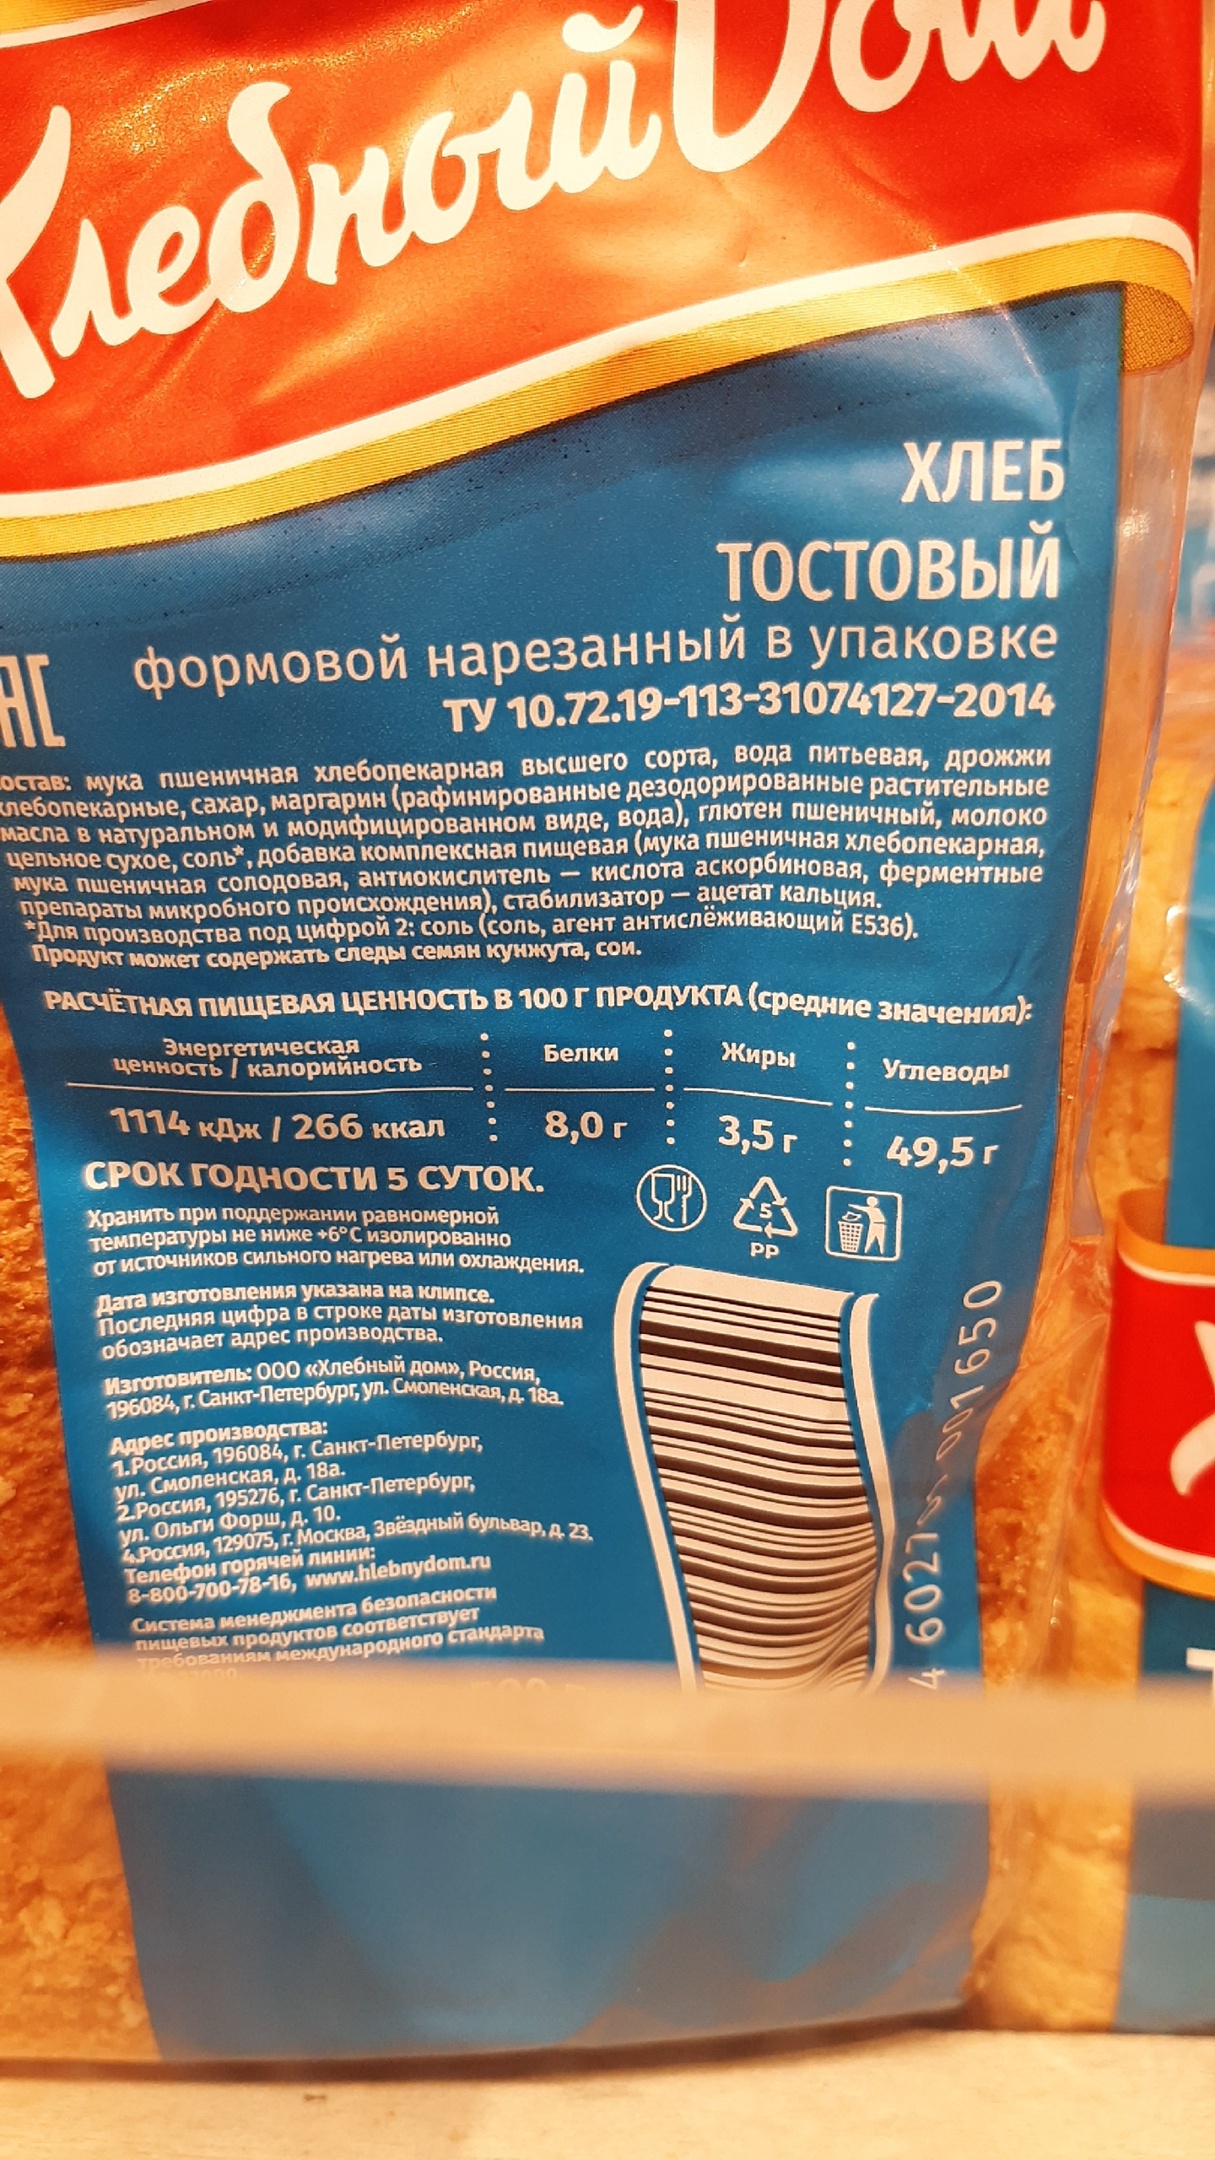 Хлебный Дом
ХЛЕБ
ТОСТОВЫЙ
формовой нарезанный в упаковке
ТУ 10.72.19-113-31074127-2014
EAC
остав: мука пшеничная хлебопекарная высшего сорта, вода питьевая, дрожжи
хлебопекарные, сахар, маргарин (рафинированные дезодорированные растительные
масла в натуральном и модифицированном виде, вода), глютен пшеничный, молоко
цельное сухое, соль*, добавка комплексная пищевая (мука пшеничная хлебопекарная,
мука пшеничная солодовая, антиокислитель — кислота аскорбиновая, ферментные
препараты микробного происхождения), стабилизатор — ацетат кальция.
*Для производства под цифрой 2: соль (соль, агент антислёживающий Е536).
Продукт может содержать следы семян кунжута, сои.
РАСЧЁТНАЯ ПИЩЕВАЯ ЦЕННОСТЬ В 100 Г ПРОДУКТА (средние значения):
Энергетическая
ценность / калорийность
Белки
Жиры
Углеводы
1114 кДж / 266 ккал
8,0 г
3,5 г
49,5 г
СРОК ГОДНОСТИ 5 СУТОК.
Хранить при поддержании равномерной
температуры не ниже +6°С изолированно
от источников сильного нагрева или охлаждения.
5
PP
Дата изготовления указана на клипсе.
Последняя цифра в строке даты изготовления
обозначает адрес производства.
Изготовитель: ООО «Хлебный дом», Россия,
196084, г. Санкт-Петербург, ул. Смоленская, д. 18а.
Адрес производства:
1.Россия, 196084, г. Санкт-Петербург,
ул. Смоленская, д. 18а.
2.Россия, 195276, г. Санкт-Петербург,
ул. Ольги Форш, д. 10.
4.Россия, 129075, г. Москва, Звёздный бульвар, д. 23.
Телефон горячей линии:
8-800-700-78-16, www.hlebnydom.ru
Система менеджмента безопасности
пищевых продуктов соответствует
требованиям международного стандарта
001650